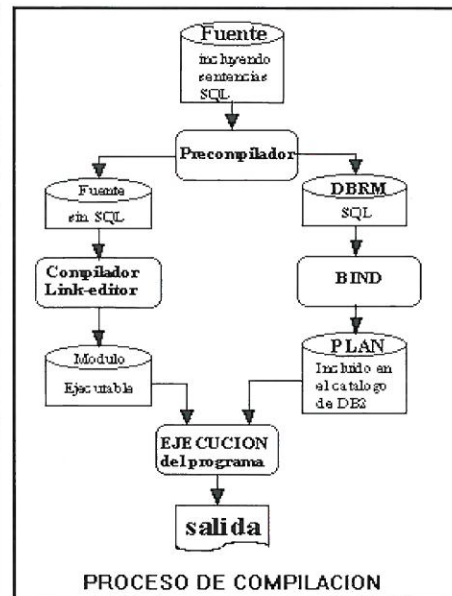 Fuente
incluyendo
sentencias
SQL
Precompilador
Fuente
sin SQL
DBRM
SQL
Compilador
Link-editor
BIND
Modulo
Ejecutable
PLAN
Incluido en
el catalogo
de DB2
EJECUCION
del programa
salida
PROCESO DE COMPILACION